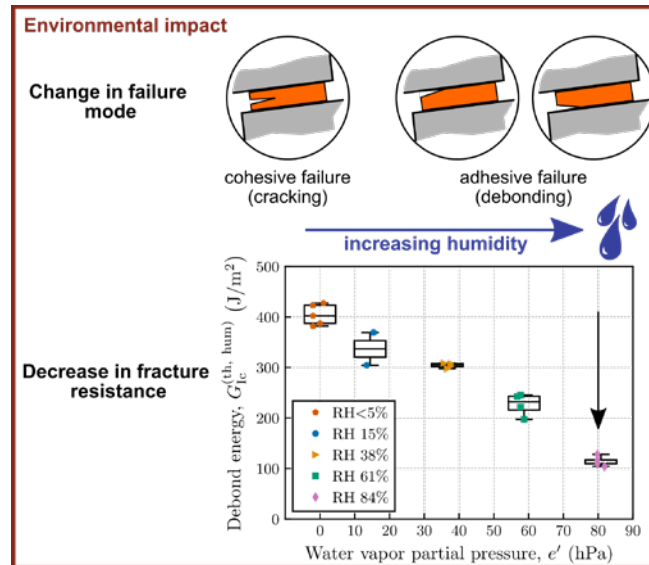 Environmental impact
Change in failure
mode
cohesive failure
(cracking)
adhesive failure
(debonding)
increasing humidity
Decrease in fracture
resistance
Debond energy, G_Ic^(th, hum) (J/m²)
500
400
300
200
100
0
RH<5%
RH 15%
RH 38%
RH 61%
RH 84%
0 10 20 30 40 50 60 70 80 90
Water vapor partial pressure, e′ (hPa)